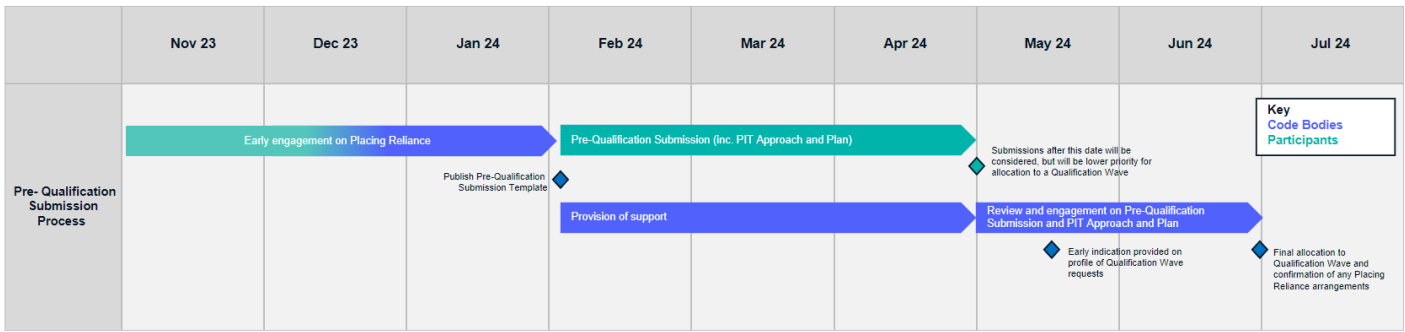 Nov 23
Dec 23
Jan 24
Feb 24
Mar 24
Apr 24
May 24
Jun 24
Jul 24
Pre- Qualification
Submission
Process
Early engagement on Placing Reliance
Pre-Qualification Submission (inc. PIT Approach and Plan)
Key
Code Bodies
Participants
Submissions after this date will be
considered, but will be lower priority for
allocation to a Qualification Wave
Publish Pre-Qualification
Submission Template
Provision of support
Review and engagement on Pre-Qualification
Submission and PIT Approach and Plan
Early indication provided on
profile of Qualification Wave
requests
Final allocation to
Qualification Wave and
confirmation of any Placing
Reliance arrangements